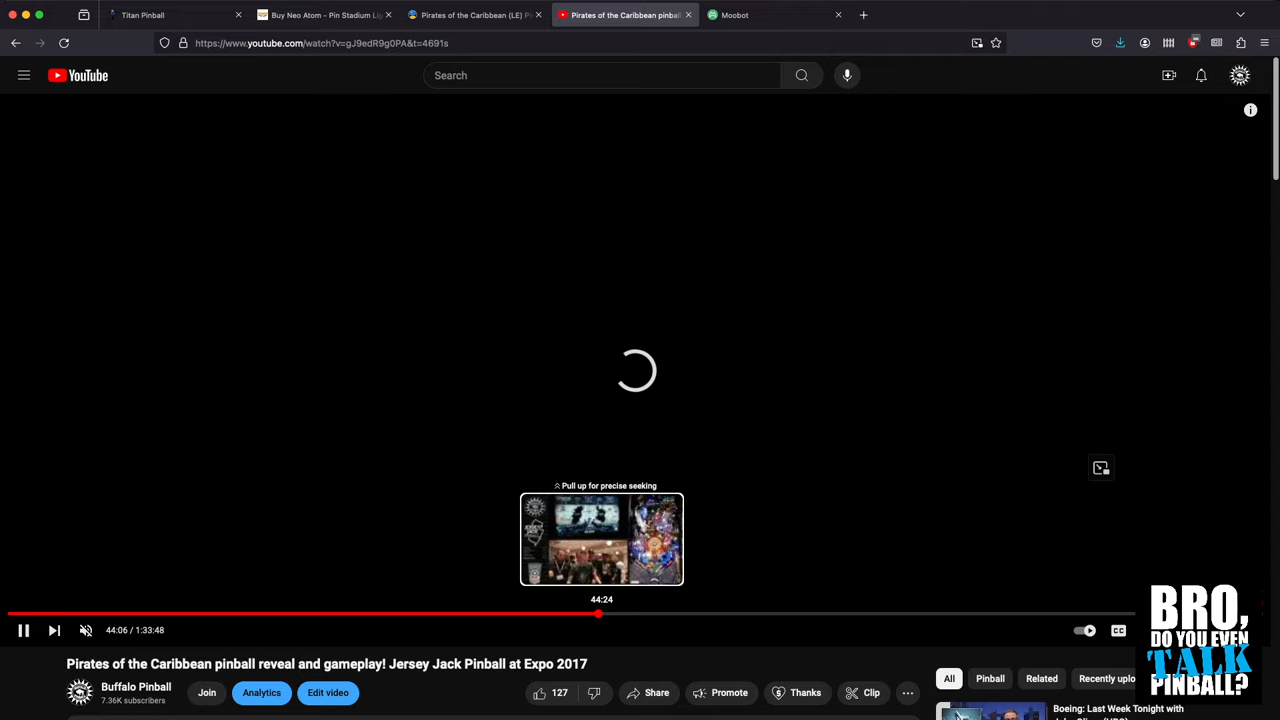 Titan Pinball
Buy Neo Atom – Pin Stadium Lig
Pirates of the Caribbean (LE) Pi
Pirates of the Caribbean pinball
Moobot
https://www.youtube.com/watch?v=gJ9edR9g0PA&t=4691s
YouTube
Search
Pull up for precise seeking
44:24
44:06 / 1:33:48
CC
BRO,
DO YOU EVEN
TALK
PINBALL?
Pirates of the Caribbean pinball reveal and gameplay! Jersey Jack Pinball at Expo 2017
Buffalo Pinball
7.36K subscribers
Join
Analytics
Edit video
127
Share
Promote
Thanks
Clip
All
Pinball
Related
Recently uplo
Boeing: Last Week Tonight with